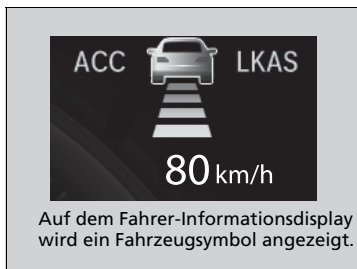 ACC LKAS
80 km/h
Auf dem Fahrer-Informationsdisplay
wird ein Fahrzeugsymbol angezeigt.